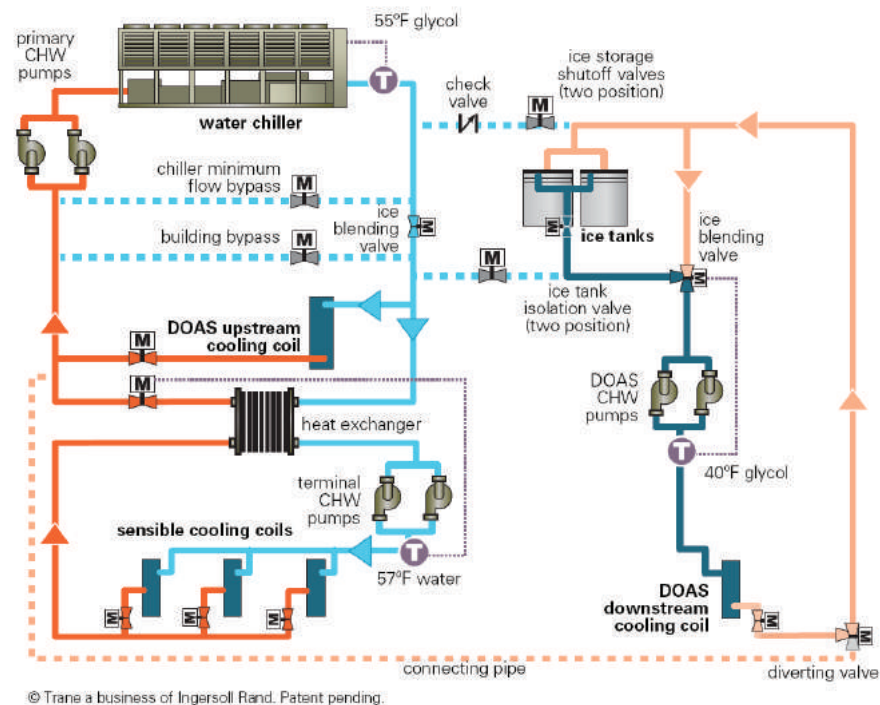 55ºF glycol
primary
CHW
pumps
T
water chiller
check
valve
M
ice storage
shutoff valves
(two position)
chiller minimum
flow bypass
M
building bypass
M
ice
blending
valve
M
M
M
ice tanks
ice
blending
valve
M
M
ice tank
isolation valve
(two position)
DOAS upstream
cooling coil
M
M
heat exchanger
DOAS
CHW
pumps
T
40ºF glycol
terminal
CHW
pumps
sensible cooling coils
T
57ºF water
M
M
M
DOAS
downstream
cooling coil
M
M
connecting pipe
diverting valve
© Trane a business of Ingersoll Rand. Patent pending.